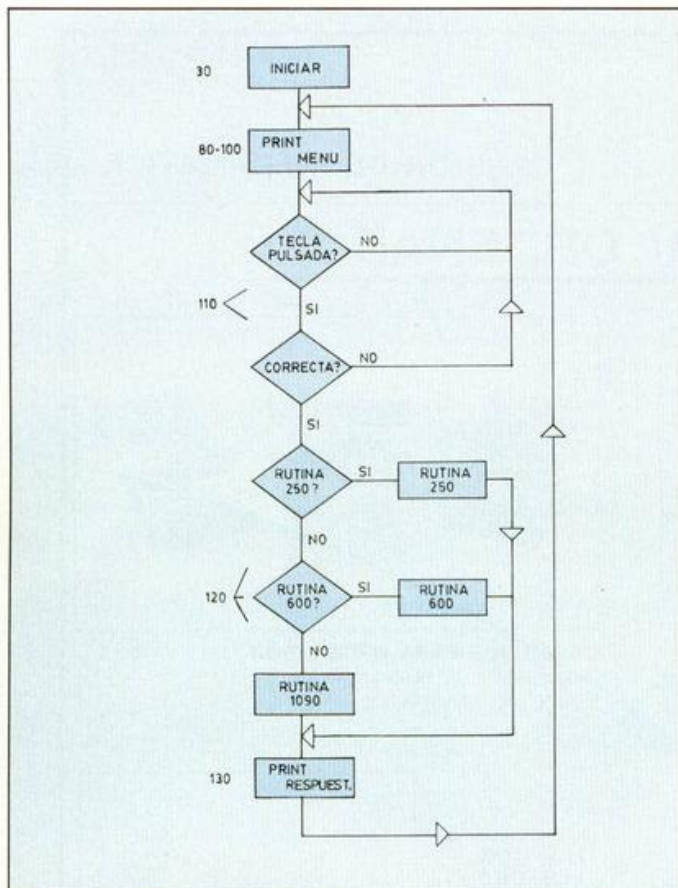 30
INICIAR
80-100
PRINT
MENU
TECLA
PULSADA?
NO
110
SI
CORRECTA?
NO
SI
RUTINA
250?
SI
RUTINA
250
NO
120
RUTINA
600?
SI
RUTINA
600
NO
RUTINA
1090
130
PRINT
RESPUEST.